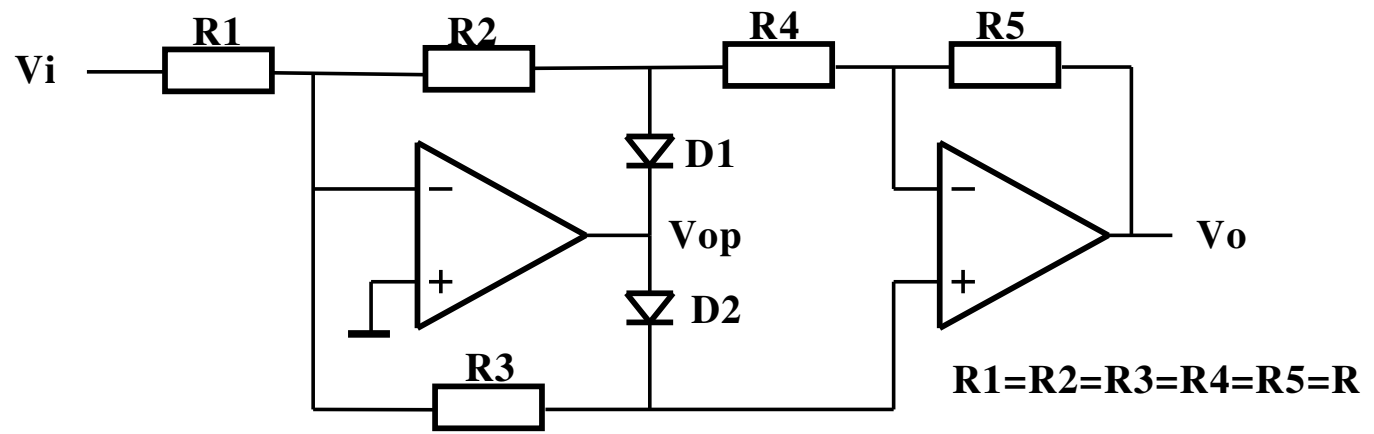 R1
R2
R4
R5
Vi
D1
−
−
Vop
Vo
+
+
D2
R3
R1=R2=R3=R4=R5=R